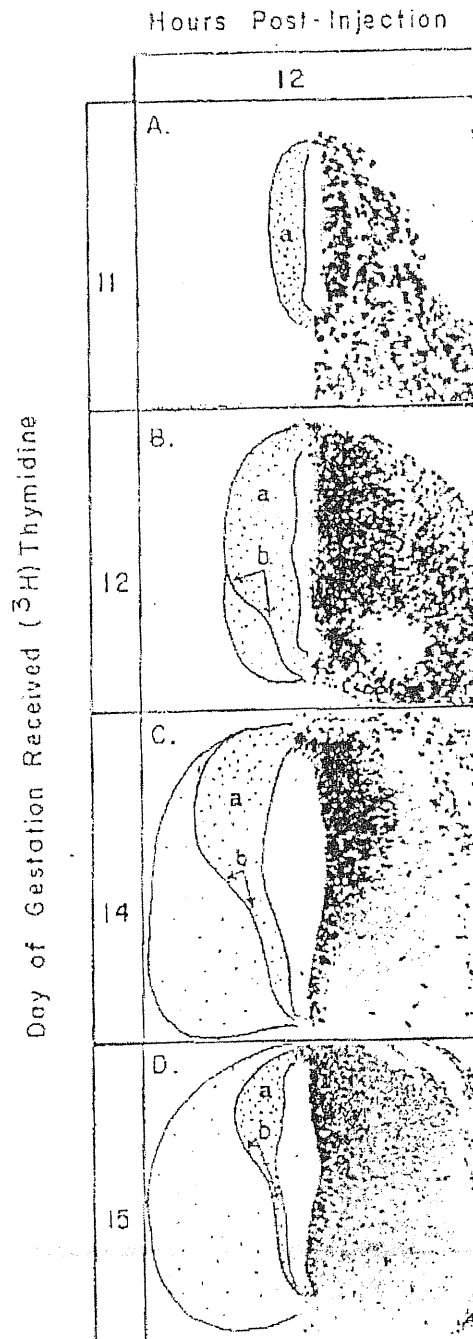 Hours Post-Injection
12
Day of Gestation Received (³H) Thymidine
11
A.
a
12
B.
a
b
14
C.
a
b
15
D.
a
b